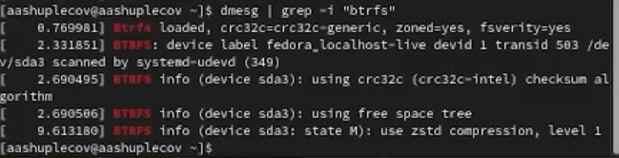 [aashuplecov@aashuplecov ~]$ dmesg | grep -i "btrfs"
[    0.769981] Btrfs loaded, crc32c=crc32c-generic, zoned=yes, fsverity=yes
[    2.331851] BTRFS: device label fedora_localhost-live devid 1 transid 503 /de
v/sda3 scanned by systemd-udevd (349)
[    2.690495] BTRFS info (device sda3): using crc32c (crc32c-intel) checksum al
gorithm
[    2.690506] BTRFS info (device sda3): using free space tree
[    9.613180] BTRFS info (device sda3: state M): use zstd compression, level 1
[aashuplecov@aashuplecov ~]$